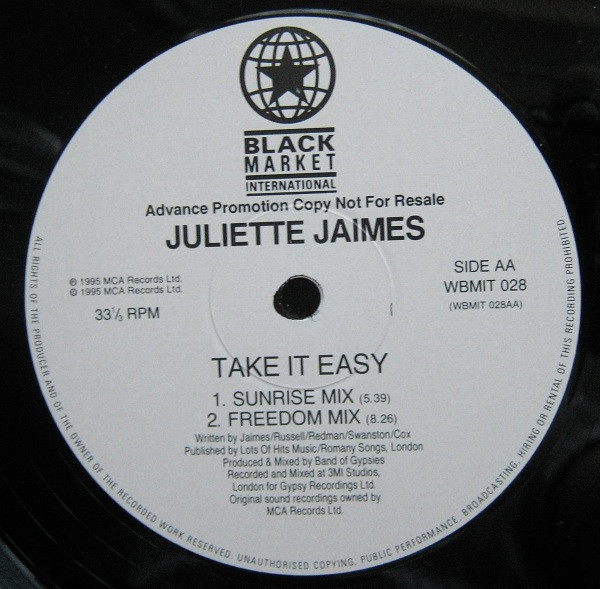 BLACK
MARKET
INTERNATIONAL
Advance Promotion Copy Not For Resale
JULIETTE JAIMES
℗ 1995 MCA Records Ltd.
© 1995 MCA Records Ltd.
33⅓ RPM
SIDE AA
WBMIT 028
(WBMIT 028AA)
TAKE IT EASY
1. SUNRISE MIX (5.39)
2. FREEDOM MIX (8.26)
Written by Jaimes/Russell/Redman/Swanston/Cox
Published by Lots Of Hits Music/Romany Songs, London
Produced & Mixed by Band of Gypsies
Recorded and Mixed at 3MI Studios,
London for Gypsy Recordings Ltd.
Original sound recordings owned by
MCA Records Ltd.
ALL RIGHTS OF THE PRODUCER AND OF THE OWNER OF THE RECORDED WORK RESERVED. UNAUTHORISED COPYING, PUBLIC PERFORMANCE, BROADCASTING, HIRING OR RENTAL OF THIS RECORDING PROHIBITED.